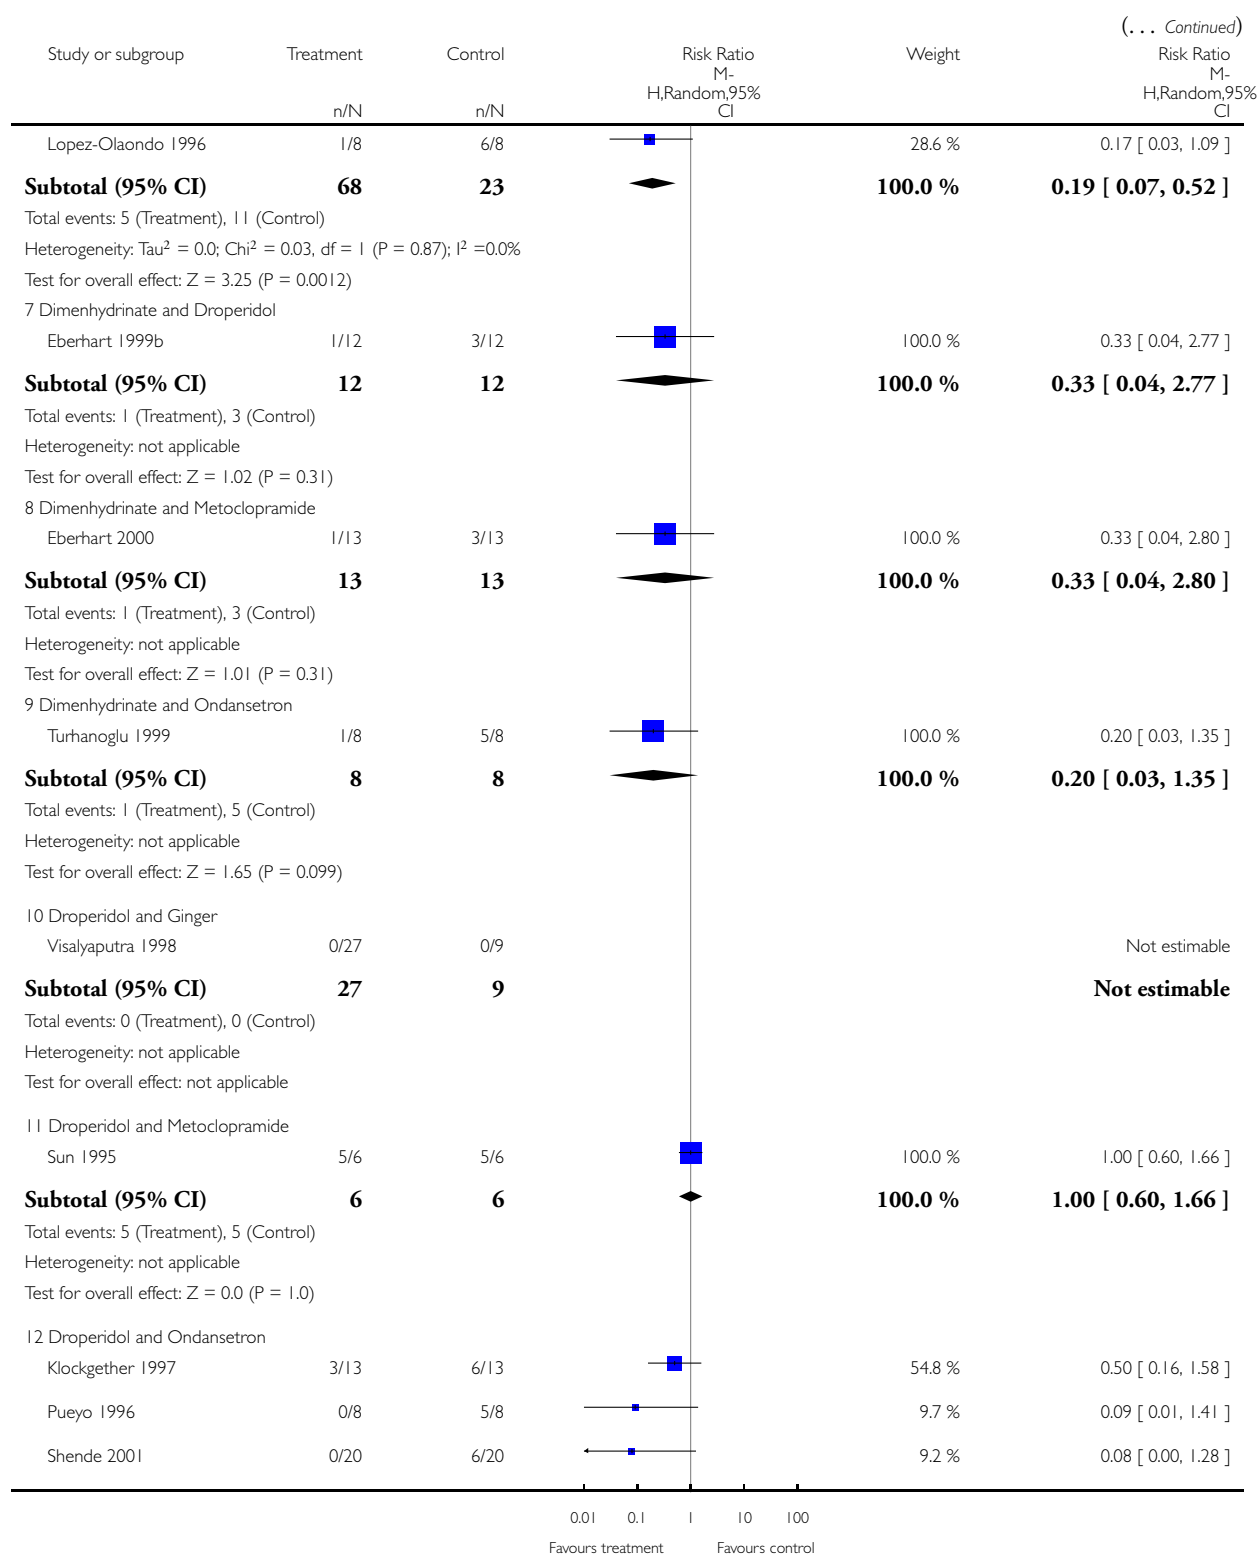 (. . . Continued)
Study or subgroup Treatment Control Risk Ratio Weight Risk Ratio
M- M-
H,Random,95% H,Random,95%
n/N n/N CI CI
Lopez-Olaondo 1996 1/8 6/8 28.6 % 0.17 [ 0.03, 1.09 ]
Subtotal (95% CI) 68 23 100.0 % 0.19 [ 0.07, 0.52 ]
Total events: 5 (Treatment), 11 (Control)
Heterogeneity: Tau² = 0.0; Chi² = 0.03, df = 1 (P = 0.87); I² =0.0%
Test for overall effect: Z = 3.25 (P = 0.0012)
7 Dimenhydrinate and Droperidol
Eberhart 1999b 1/12 3/12 100.0 % 0.33 [ 0.04, 2.77 ]
Subtotal (95% CI) 12 12 100.0 % 0.33 [ 0.04, 2.77 ]
Total events: 1 (Treatment), 3 (Control)
Heterogeneity: not applicable
Test for overall effect: Z = 1.02 (P = 0.31)
8 Dimenhydrinate and Metoclopramide
Eberhart 2000 1/13 3/13 100.0 % 0.33 [ 0.04, 2.80 ]
Subtotal (95% CI) 13 13 100.0 % 0.33 [ 0.04, 2.80 ]
Total events: 1 (Treatment), 3 (Control)
Heterogeneity: not applicable
Test for overall effect: Z = 1.01 (P = 0.31)
9 Dimenhydrinate and Ondansetron
Turhanoglu 1999 1/8 5/8 100.0 % 0.20 [ 0.03, 1.35 ]
Subtotal (95% CI) 8 8 100.0 % 0.20 [ 0.03, 1.35 ]
Total events: 1 (Treatment), 5 (Control)
Heterogeneity: not applicable
Test for overall effect: Z = 1.65 (P = 0.099)
10 Droperidol and Ginger
Visalyaputra 1998 0/27 0/9 Not estimable
Subtotal (95% CI) 27 9 Not estimable
Total events: 0 (Treatment), 0 (Control)
Heterogeneity: not applicable
Test for overall effect: not applicable
11 Droperidol and Metoclopramide
Sun 1995 5/6 5/6 100.0 % 1.00 [ 0.60, 1.66 ]
Subtotal (95% CI) 6 6 100.0 % 1.00 [ 0.60, 1.66 ]
Total events: 5 (Treatment), 5 (Control)
Heterogeneity: not applicable
Test for overall effect: Z = 0.0 (P = 1.0)
12 Droperidol and Ondansetron
Klockgether 1997 3/13 6/13 54.8 % 0.50 [ 0.16, 1.58 ]
Pueyo 1996 0/8 5/8 9.7 % 0.09 [ 0.01, 1.41 ]
Shende 2001 0/20 6/20 9.2 % 0.08 [ 0.00, 1.28 ]
0.01 0.1 1 10 100
Favours treatment Favours control